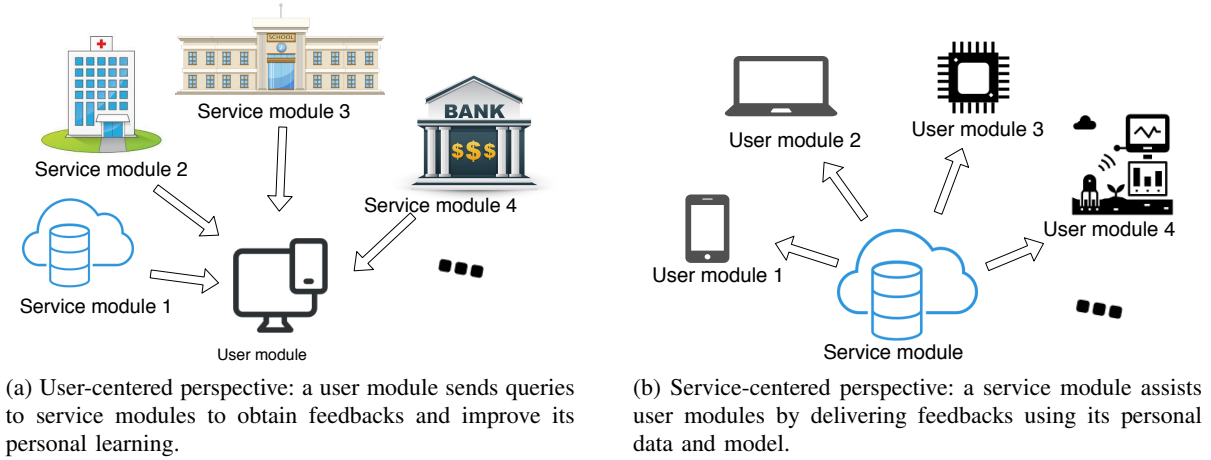 SCHOOL
Service module 3
BANK
$$$
Service module 2
Service module 4
Service module 1
User module
User module 2
User module 3
User module 4
User module 1
Service module
(a) User-centered perspective: a user module sends queries
to service modules to obtain feedbacks and improve its
personal learning.
(b) Service-centered perspective: a service module assists
user modules by delivering feedbacks using its personal
data and model.